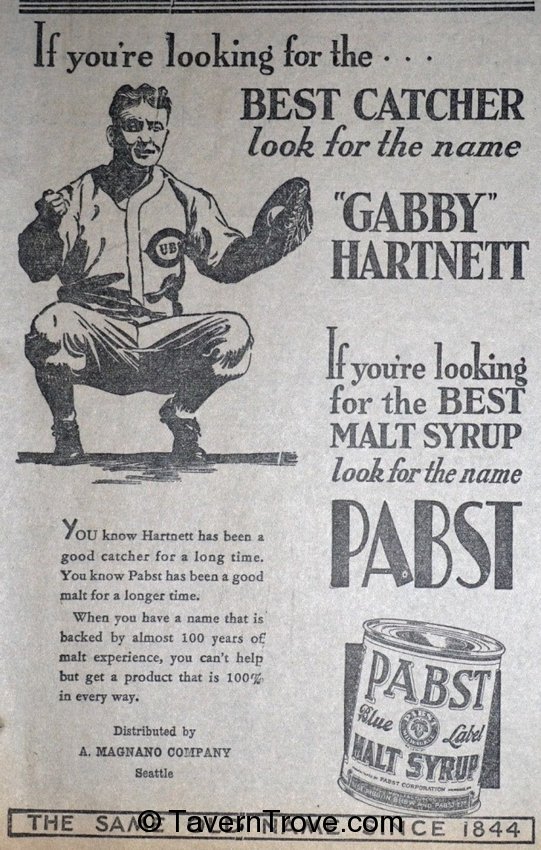 If you're looking for the . . .
BEST CATCHER
look for the name
"GABBY"
HARTNETT
CUBS
If you're looking
for the BEST
MALT SYRUP
look for the name
PABST
YOU know Hartnett has been a
good catcher for a long time.
You know Pabst has been a good
malt for a longer time.
When you have a name that is
backed by almost 100 years of
malt experience, you can't help
but get a product that is 100%
in every way.
Distributed by
A. MAGNANO COMPANY
Seattle
PABST
Blue Label
MALT SYRUP
PABST CORPORATION
THE SAME NAME SINCE 1844
© TavernTrove.com